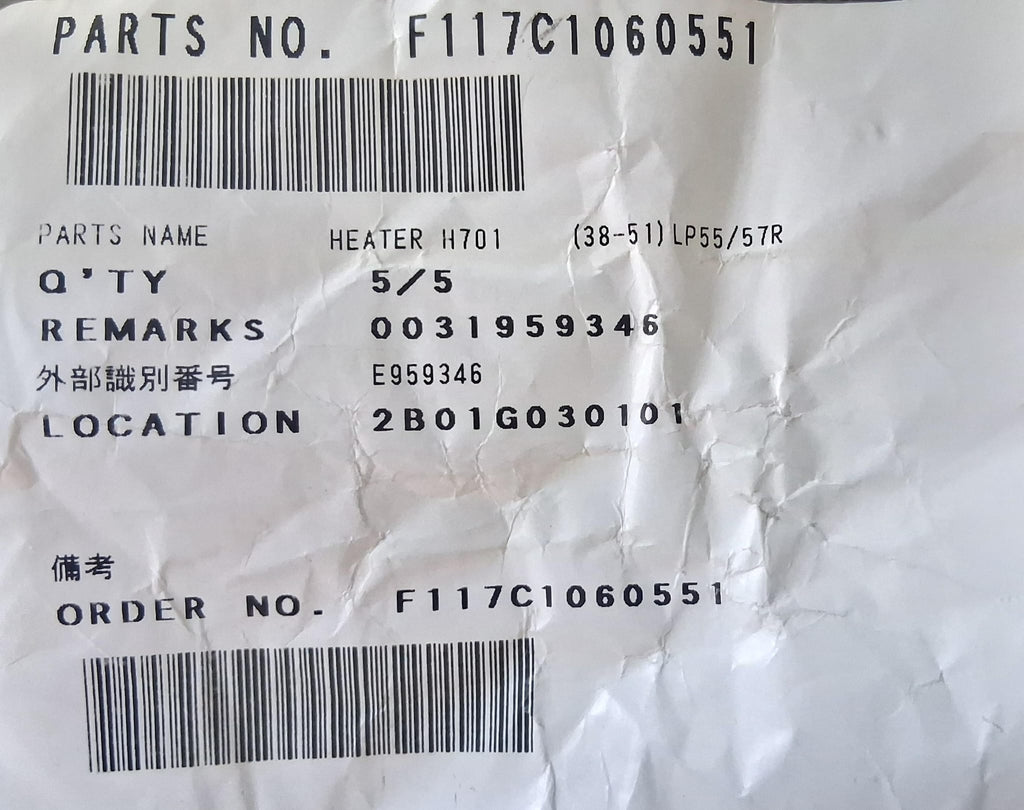 PARTS NO. F117C1060551
PARTS NAME HEATER H701 (38-51)LP55/57R
Q'TY 5/5
REMARKS 0031959346
外部識別番号 E959346
LOCATION 2B01G030101
備考
ORDER NO. F117C1060551